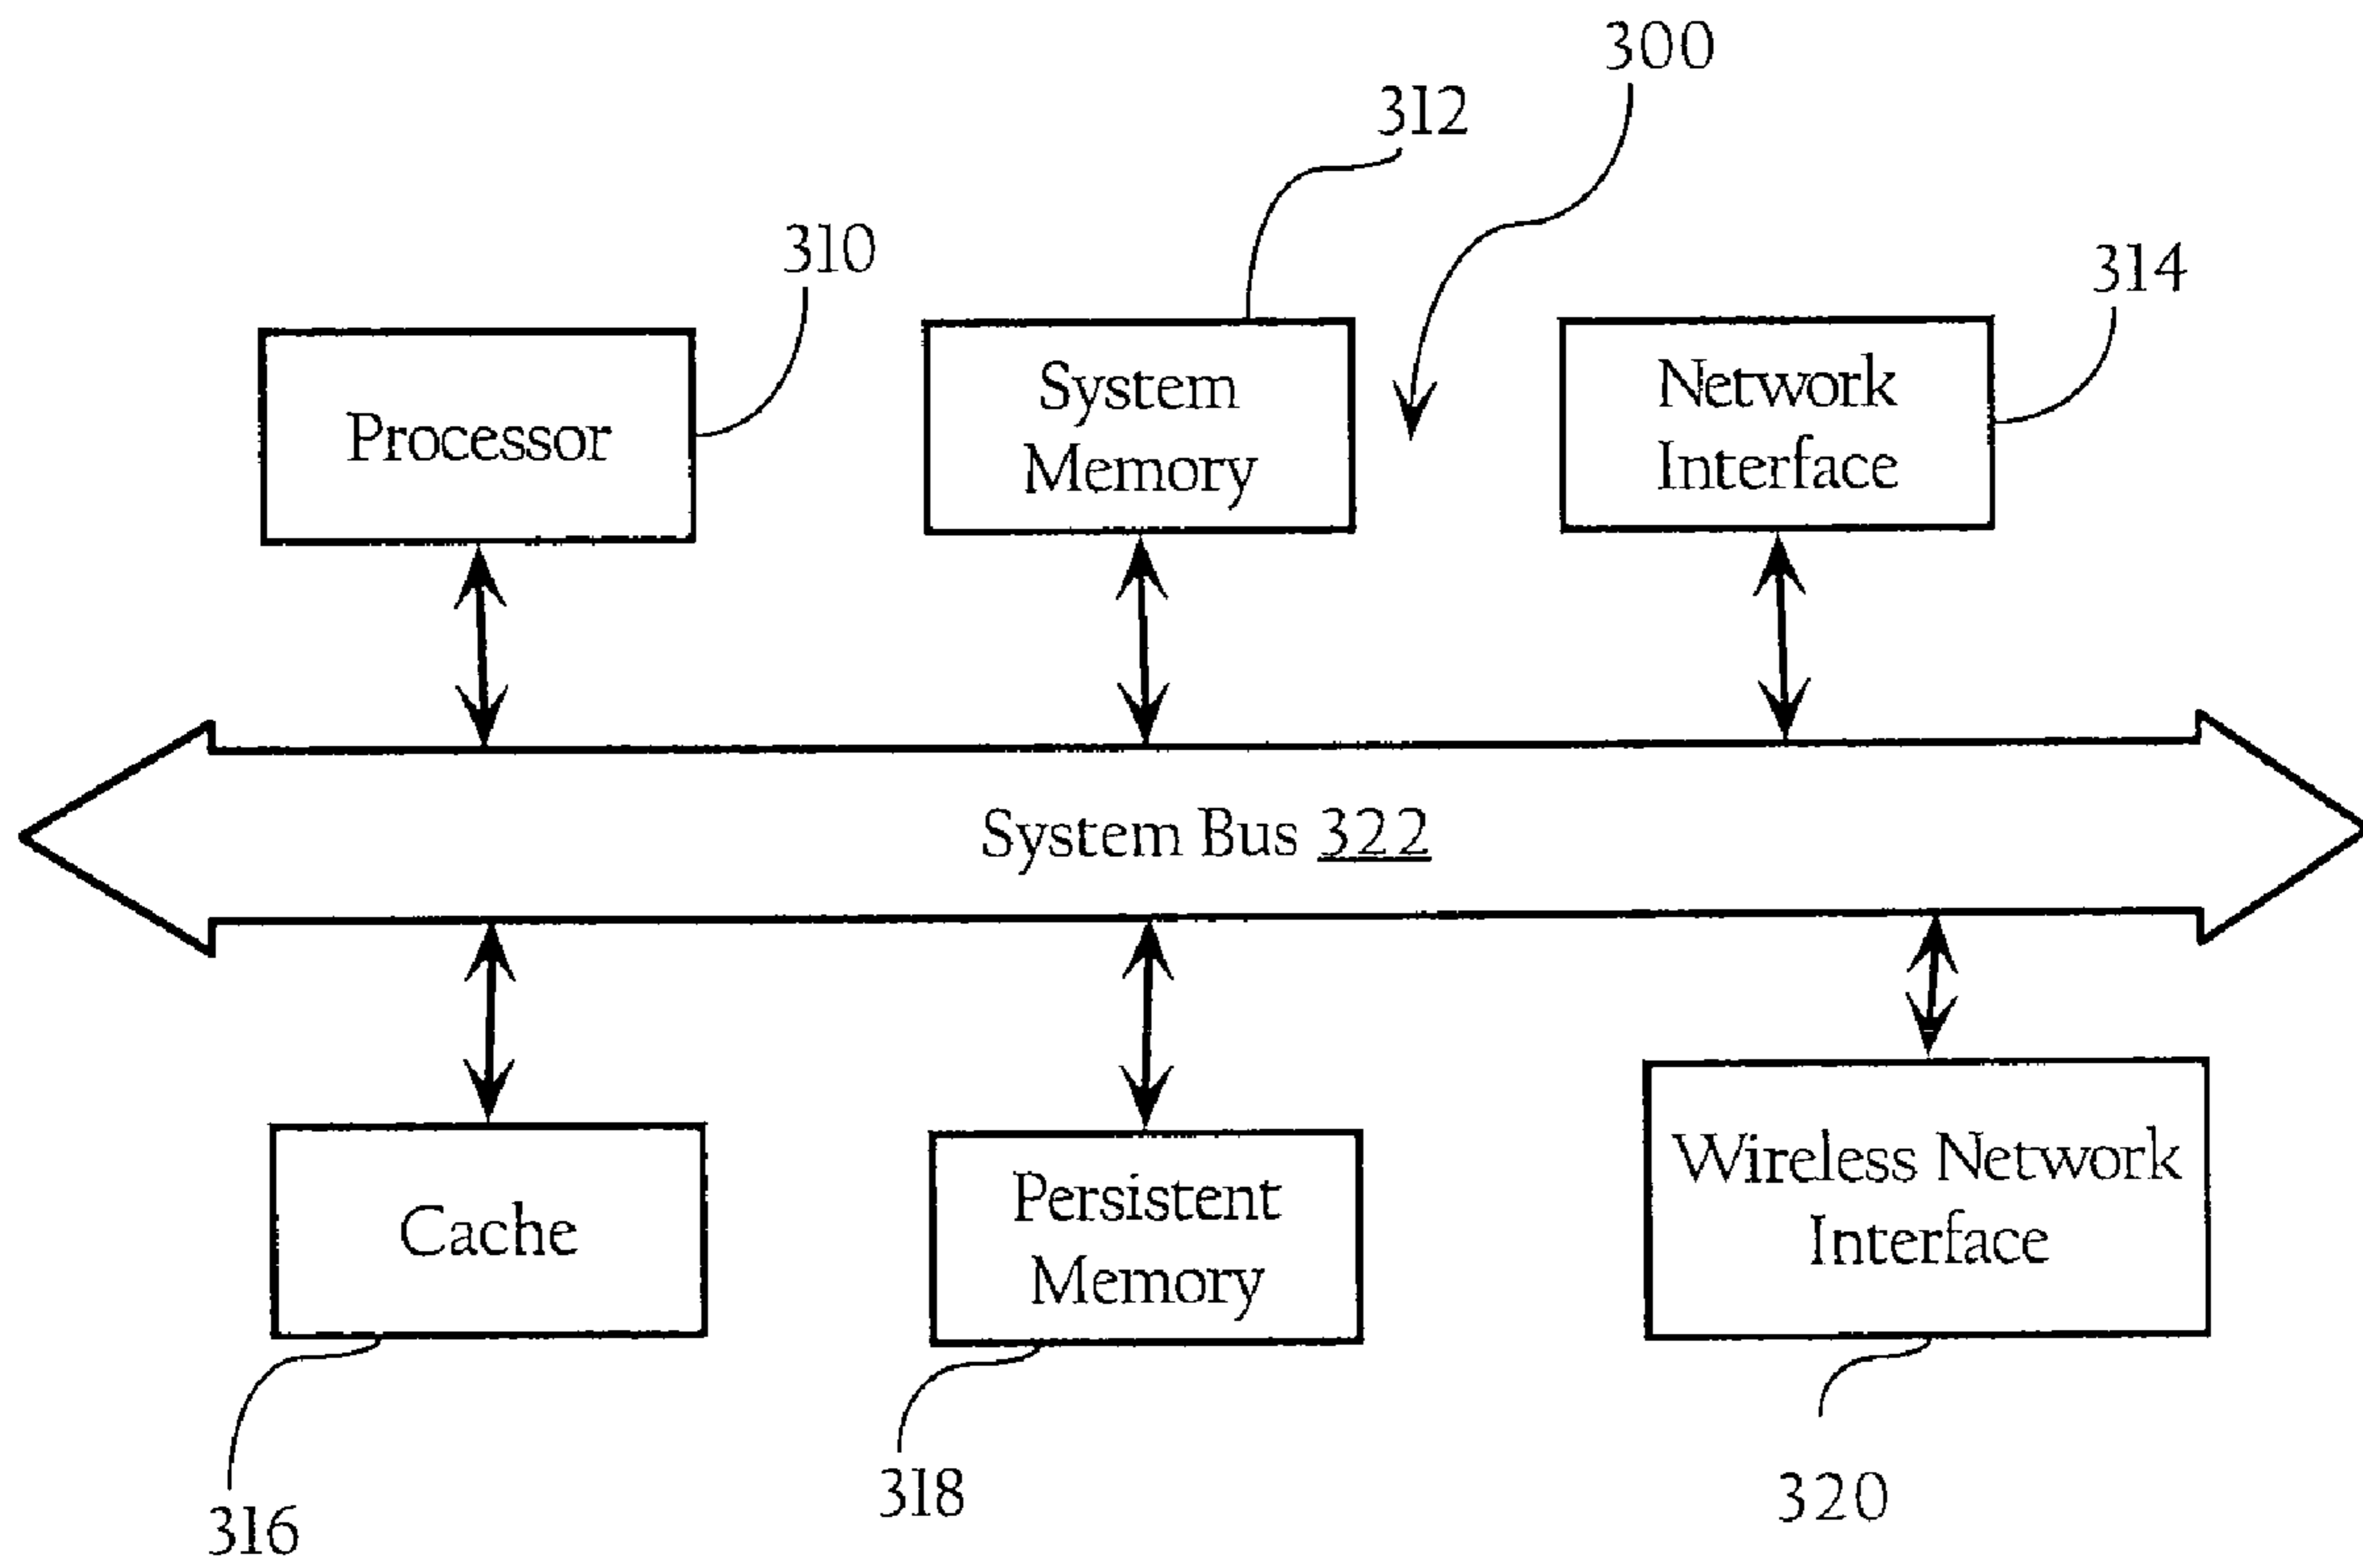 300
312
310
314
Processor
System
Memory
Network
Interface
System Bus 322
Cache
Persistent
Memory
Wireless Network
Interface
316
318
320